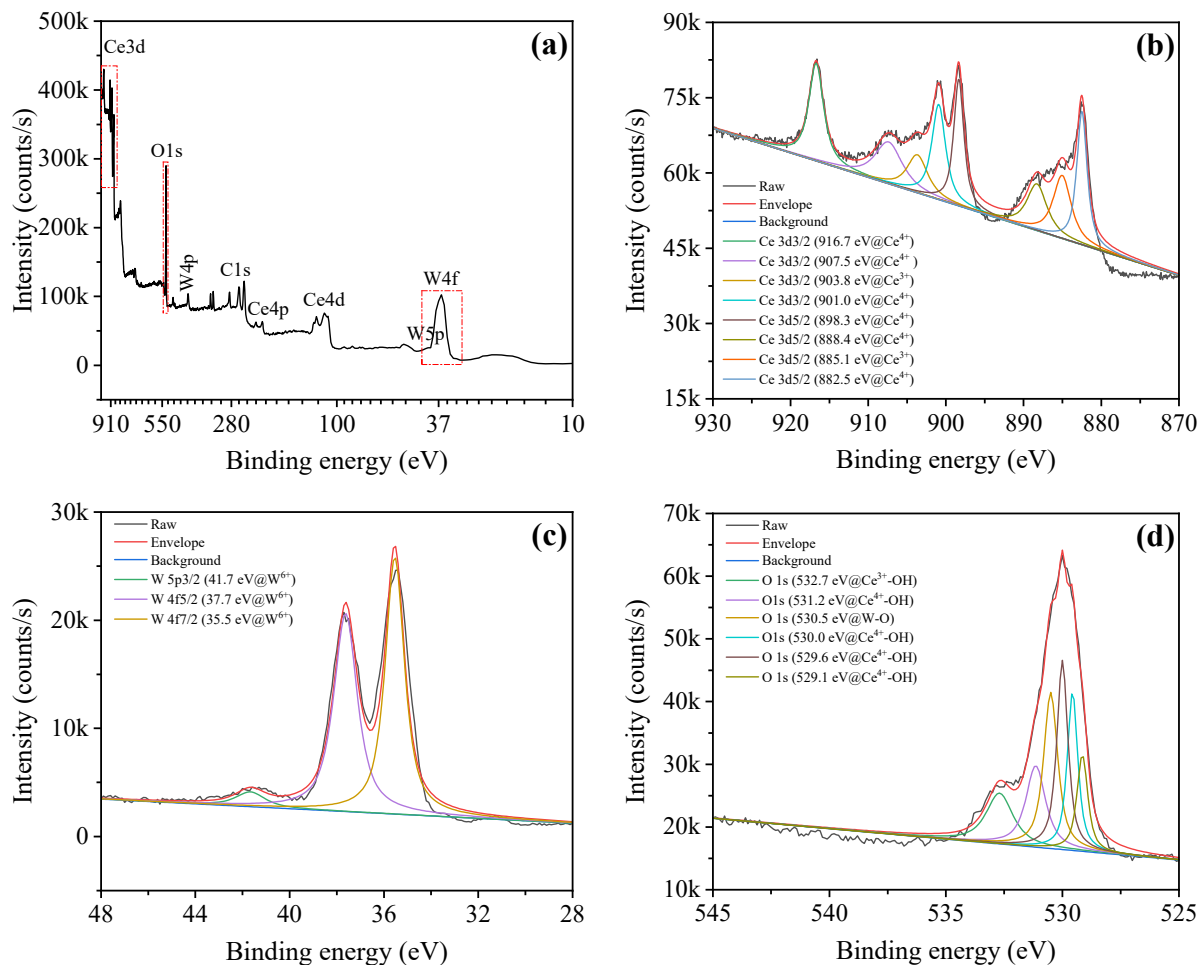 (a)
500k
400k
300k
200k
100k
0
Intensity (counts/s)
Ce3d
O1s
W4p
C1s
Ce4p
Ce4d
W5p
W4f
910 550 280 100 37 10
Binding energy (eV)
(b)
90k
75k
60k
45k
30k
15k
Intensity (counts/s)
Raw
Envelope
Background
Ce 3d3/2 (916.7 eV@Ce⁴⁺)
Ce 3d3/2 (907.5 eV@Ce⁴⁺ )
Ce 3d3/2 (903.8 eV@Ce³⁺)
Ce 3d3/2 (901.0 eV@Ce⁴⁺)
Ce 3d5/2 (898.3 eV@Ce⁴⁺)
Ce 3d5/2 (888.4 eV@Ce⁴⁺)
Ce 3d5/2 (885.1 eV@Ce³⁺)
Ce 3d5/2 (882.5 eV@Ce⁴⁺)
930 920 910 900 890 880 870
Binding energy (eV)
(c)
30k
20k
10k
0
Intensity (counts/s)
Raw
Envelope
Background
W 5p3/2 (41.7 eV@W⁶⁺)
W 4f5/2 (37.7 eV@W⁶⁺)
W 4f7/2 (35.5 eV@W⁶⁺)
48 44 40 36 32 28
Binding energy (eV)
(d)
70k
60k
50k
40k
30k
20k
10k
Intensity (counts/s)
Raw
Envelope
Background
O 1s (532.7 eV@Ce³⁺-OH)
O1s (531.2 eV@Ce⁴⁺-OH)
O 1s (530.5 eV@W-O)
O1s (530.0 eV@Ce⁴⁺-OH)
O 1s (529.6 eV@Ce⁴⁺-OH)
O 1s (529.1 eV@Ce⁴⁺-OH)
545 540 535 530 525
Binding energy (eV)